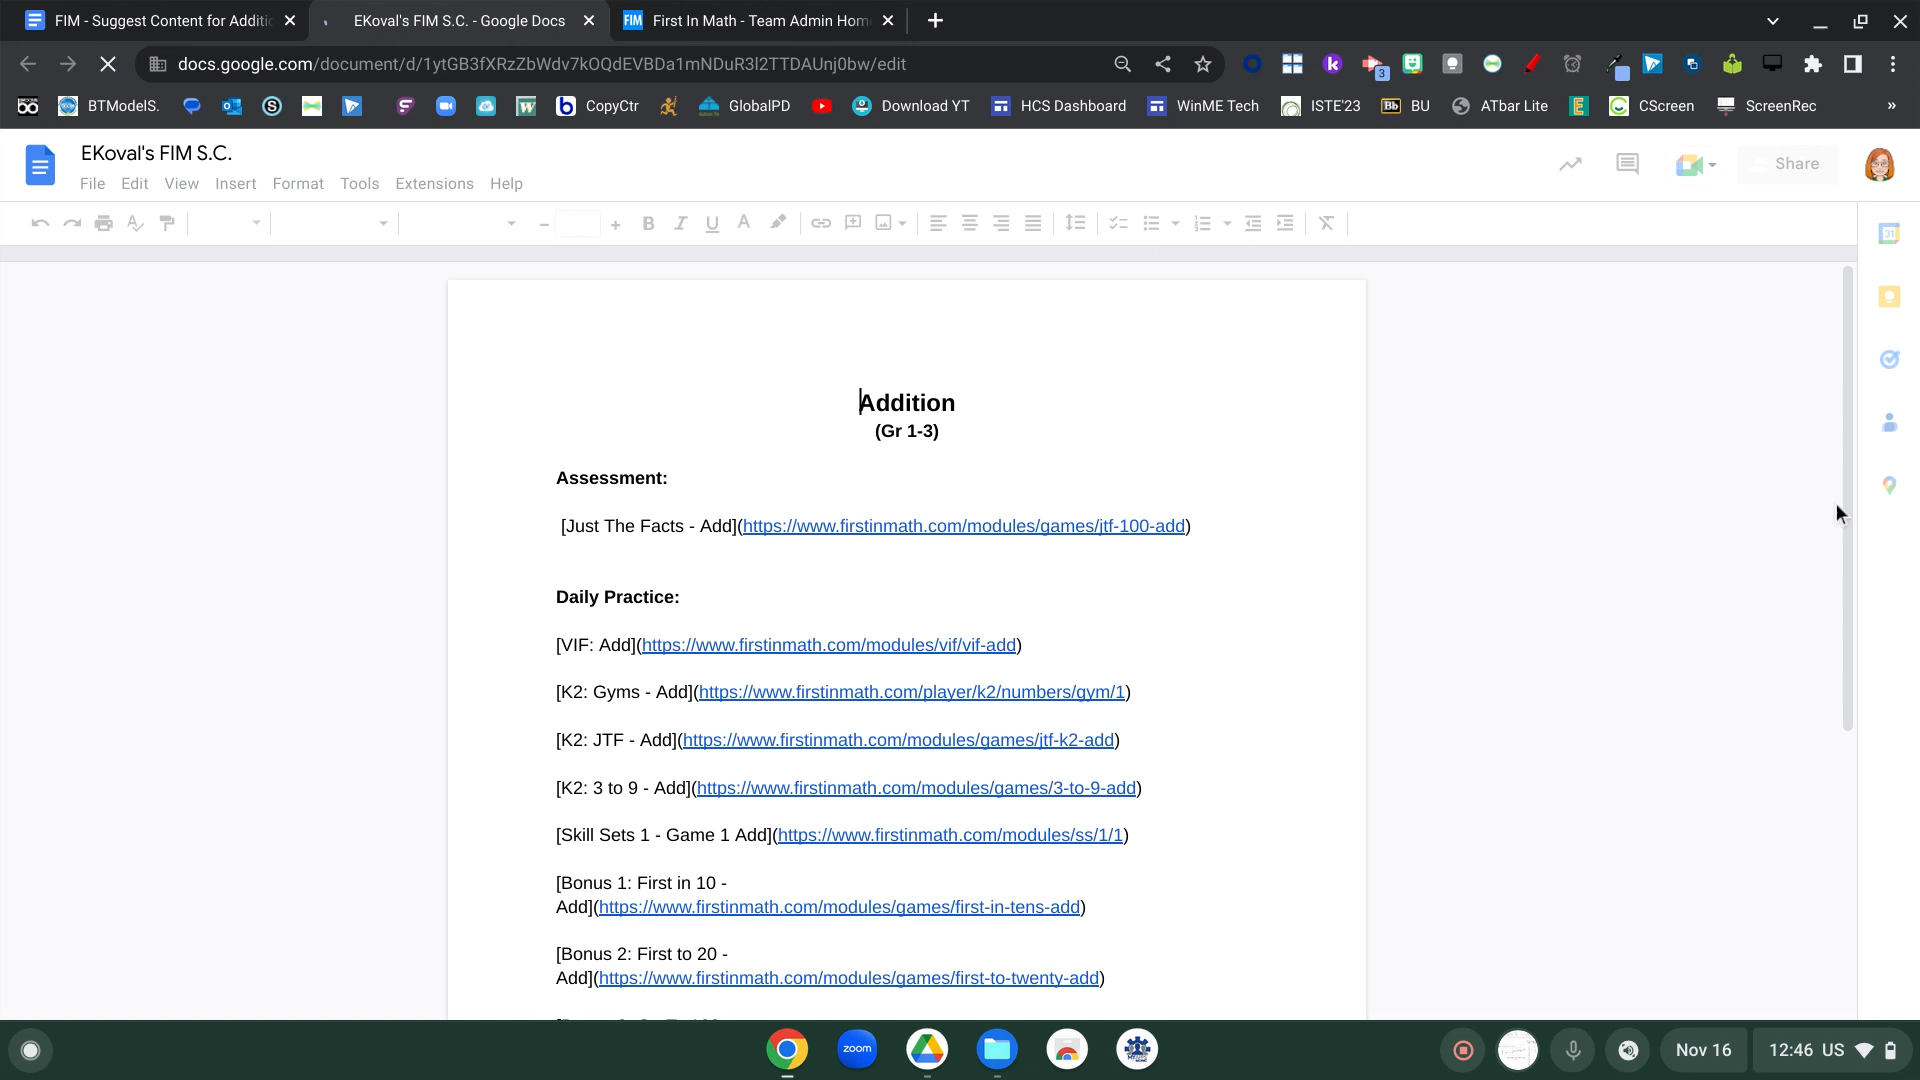 FIM - Suggest Content for Additi
EKoval's FIM S.C. - Google Docs
FIM
First In Math - Team Admin Hom
docs.google.com/document/d/1ytGB3fXRzZbWdv7kOQdEVBDa1mNDuR3l2TTDAUnj0bw/edit
3
BTModelS.
CopyCtr
GlobalPD
Download YT
HCS Dashboard
WinME Tech
ISTE'23
Bb
BU
ATbar Lite
CScreen
ScreenRec
»
EKoval's FIM S.C.
File Edit View Insert Format Tools Extensions Help
Share
31
Addition
(Gr 1-3)
Assessment:
[Just The Facts - Add](https://www.firstinmath.com/modules/games/jtf-100-add)
Daily Practice:
[VIF: Add](https://www.firstinmath.com/modules/vif/vif-add)
[K2: Gyms - Add](https://www.firstinmath.com/player/k2/numbers/gym/1)
[K2: JTF - Add](https://www.firstinmath.com/modules/games/jtf-k2-add)
[K2: 3 to 9 - Add](https://www.firstinmath.com/modules/games/3-to-9-add)
[Skill Sets 1 - Game 1 Add](https://www.firstinmath.com/modules/ss/1/1)
[Bonus 1: First in 10 -
Add](https://www.firstinmath.com/modules/games/first-in-tens-add)
[Bonus 2: First to 20 -
Add](https://www.firstinmath.com/modules/games/first-to-twenty-add)
zoom
Nov 16
12:46 US